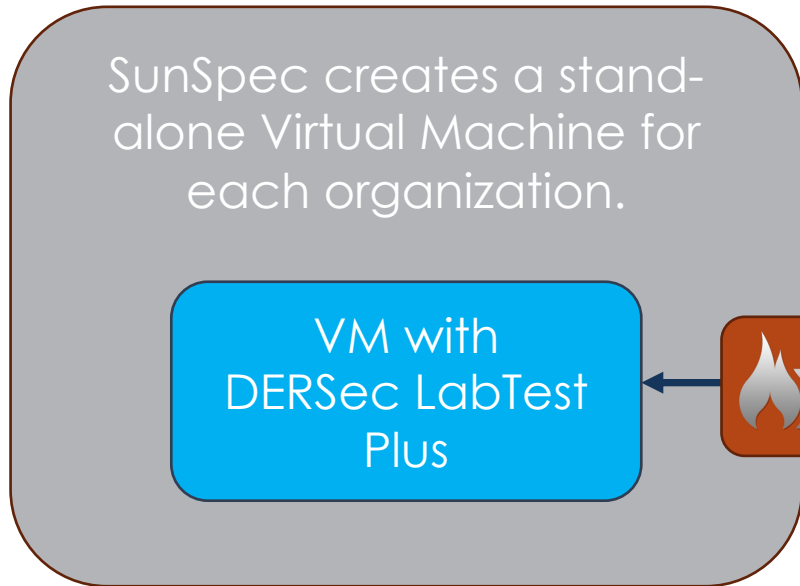 SunSpec creates a stand-
alone Virtual Machine for
each organization.
VM with
DERSec LabTest
Plus